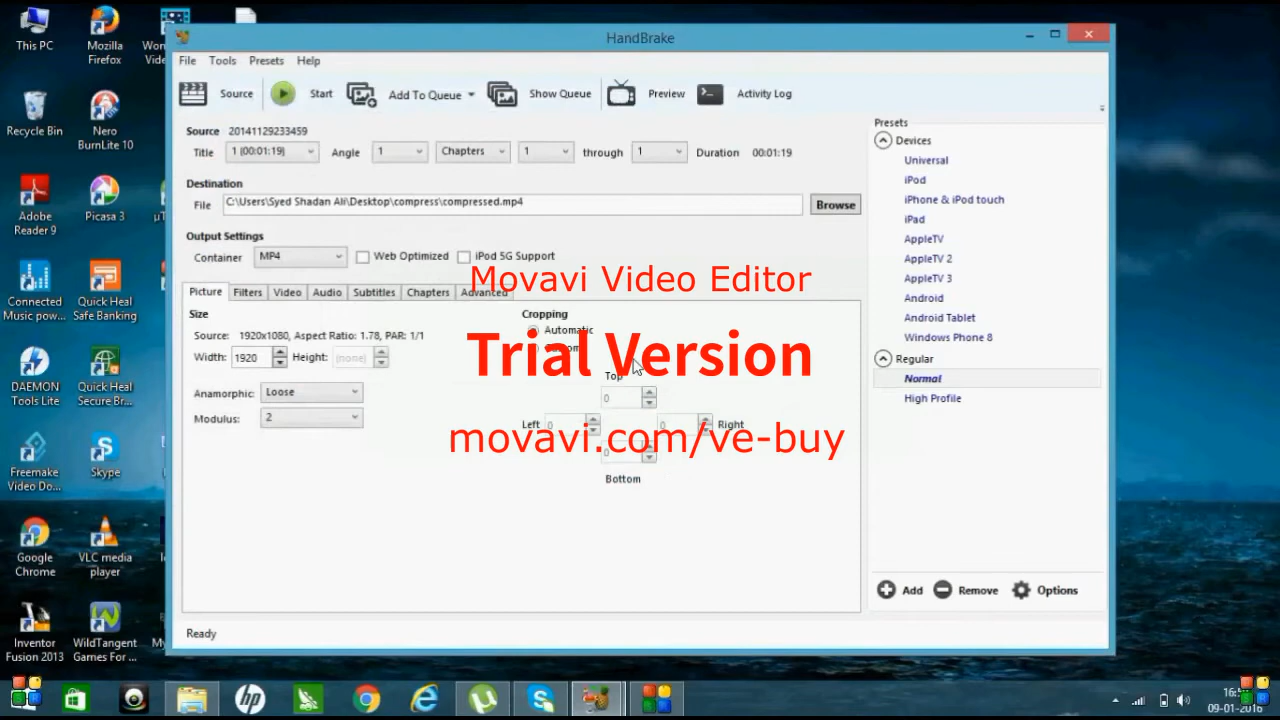 HandBrake
This PC
Mozilla
Firefox
Recycle Bin
Nero
BurnLite 10
Adobe
Reader 9
Picasa 3
Connected
Music pow...
Quick Heal
Safe Banking
DAEMON
Tools Lite
Quick Heal
Secure Br...
Freemake
Video Do...
Skype
Google
Chrome
VLC media
player
Inventor
Fusion 2013
WildTangent
Games For ...
File Tools Presets Help
Source Start Add To Queue Show Queue Preview Activity Log
Source 20141129233459
Title 1 (00:01:19) Angle 1 Chapters 1 through 1 Duration 00:01:19
Destination
File C:\Users\Syed Shadan Ali\Desktop\compress\compressed.mp4 Browse
Output Settings
Container MP4 Web Optimized iPod 5G Support
Movavi Video Editor
Picture Filters Video Audio Subtitles Chapters Advanced
Size
Source: 1920x1080, Aspect Ratio: 1.78, PAR: 1/1
Width: 1920 Height: (none)
Anamorphic: Loose
Modulus: 2
Cropping
Automatic
Trial Version
Top
0
Left 0 0 Right
movavi.com/ve-buy
0
Bottom
Presets
Devices
Universal
iPod
iPhone & iPod touch
iPad
AppleTV
AppleTV 2
AppleTV 3
Android
Android Tablet
Windows Phone 8
Regular
Normal
High Profile
Add Remove Options
Ready
hp